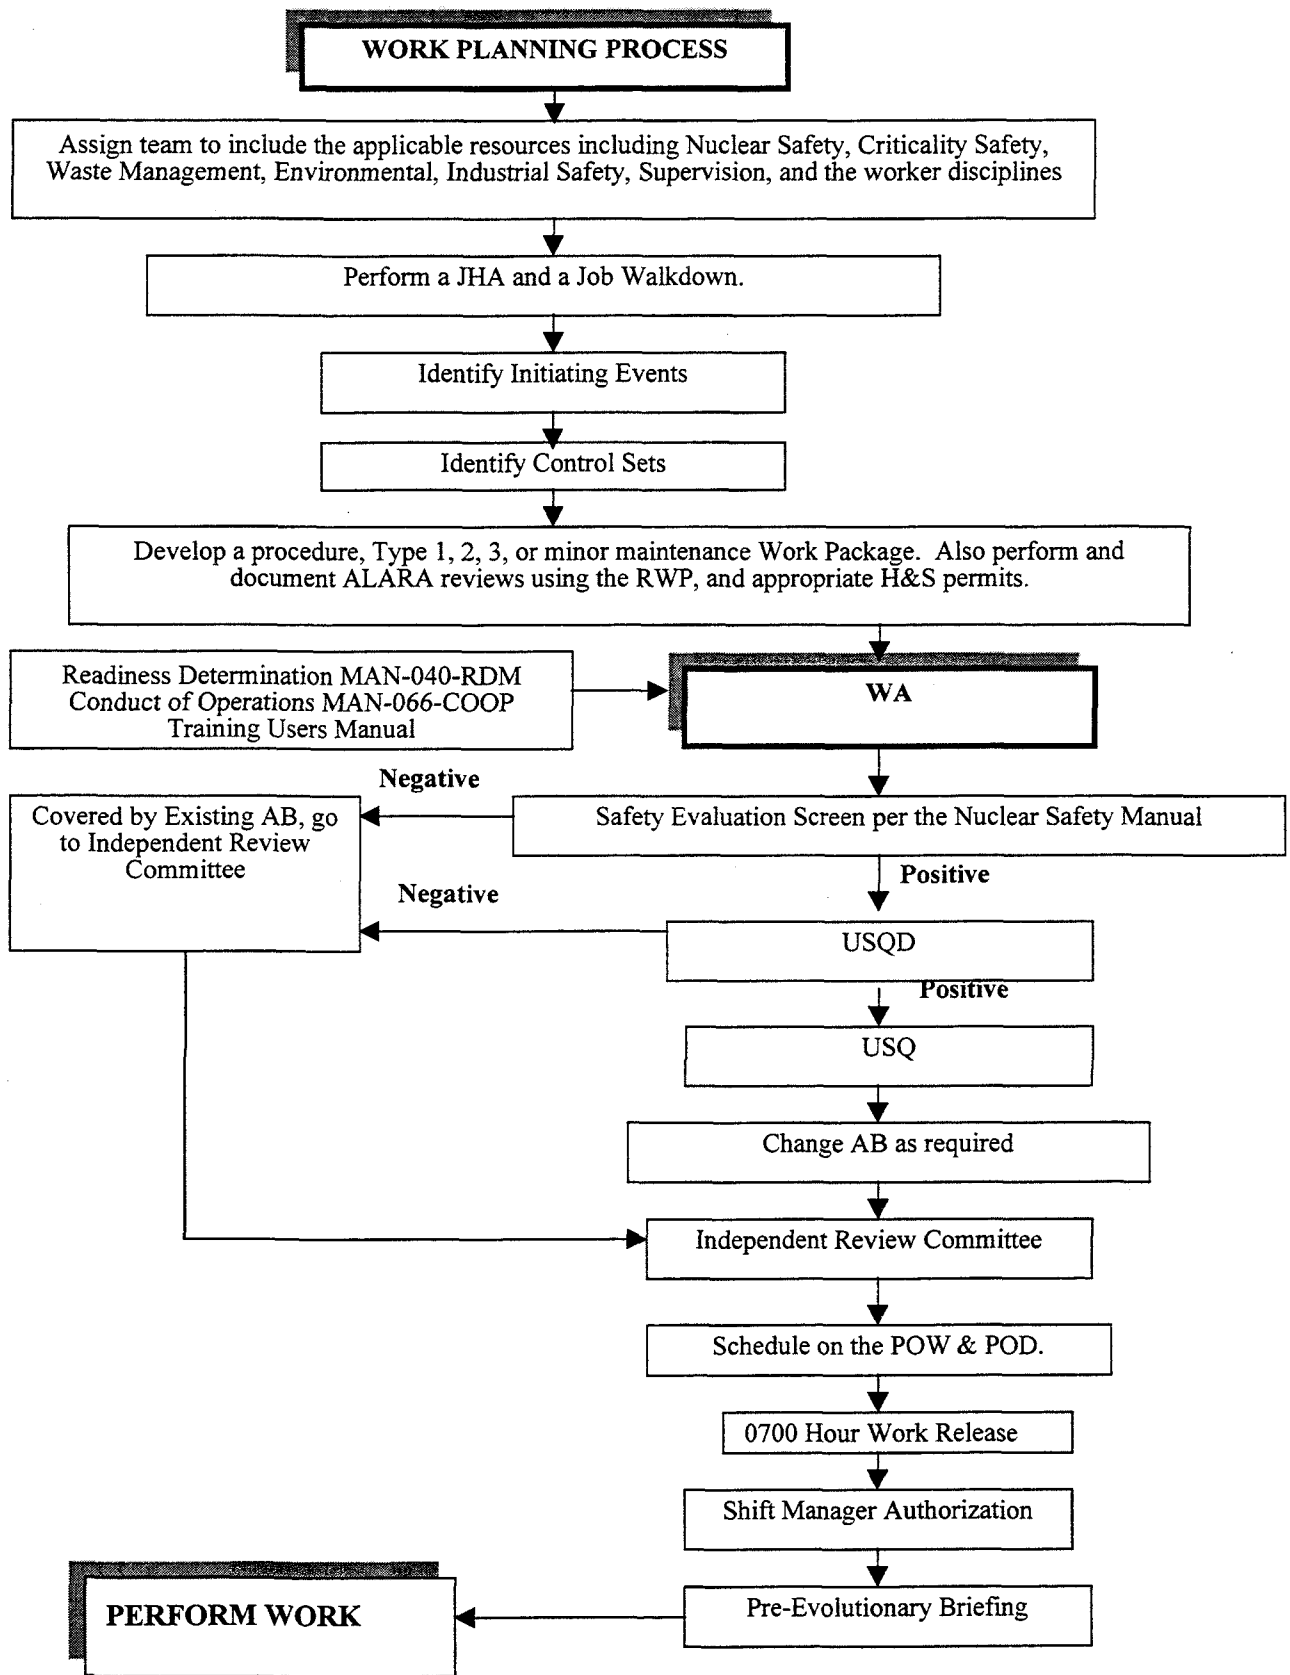 WORK PLANNING PROCESS
Assign team to include the applicable resources including Nuclear Safety, Criticality Safety,
Waste Management, Environmental, Industrial Safety, Supervision, and the worker disciplines
Perform a JHA and a Job Walkdown.
Identify Initiating Events
Identify Control Sets
Develop a procedure, Type 1, 2, 3, or minor maintenance Work Package. Also perform and
document ALARA reviews using the RWP, and appropriate H&S permits.
Readiness Determination MAN-040-RDM
Conduct of Operations MAN-066-COOP
Training Users Manual
WA
Negative
Covered by Existing AB, go
to Independent Review
Committee
Safety Evaluation Screen per the Nuclear Safety Manual
Positive
Negative
USQD
Positive
USQ
Change AB as required
Independent Review Committee
Schedule on the POW & POD.
0700 Hour Work Release
Shift Manager Authorization
Pre-Evolutionary Briefing
PERFORM WORK